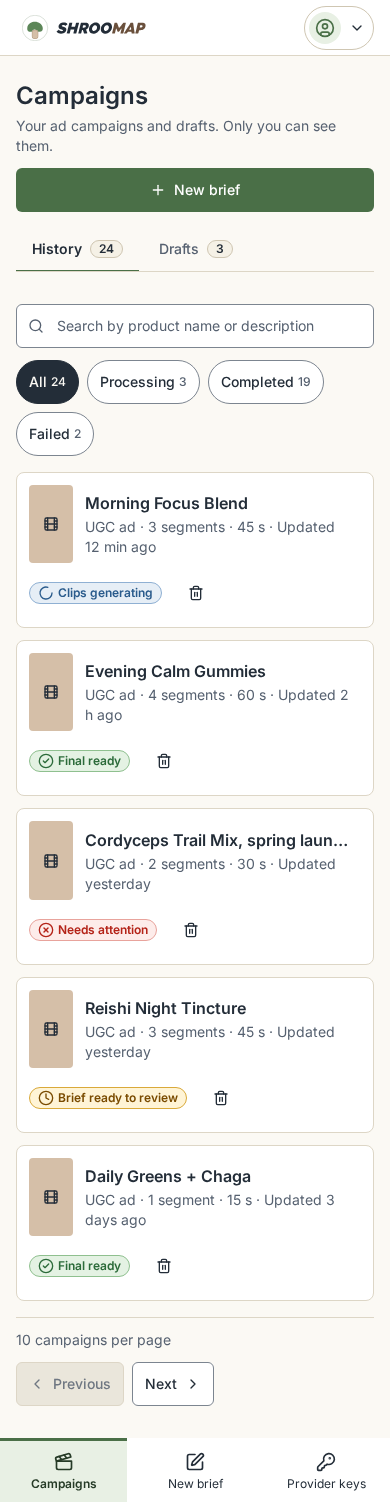 SHROOMAP
Campaigns
Your ad campaigns and drafts. Only you can see
them.
New brief
History 24 Drafts 3
Search by product name or description
All 24 Processing 3 Completed 19
Failed 2
Morning Focus Blend
UGC ad · 3 segments · 45 s · Updated
12 min ago
Clips generating
Evening Calm Gummies
UGC ad · 4 segments · 60 s · Updated 2
h ago
Final ready
Cordyceps Trail Mix, spring laun...
UGC ad · 2 segments · 30 s · Updated
yesterday
Needs attention
Reishi Night Tincture
UGC ad · 3 segments · 45 s · Updated
yesterday
Brief ready to review
Daily Greens + Chaga
UGC ad · 1 segment · 15 s · Updated 3
days ago
Final ready
10 campaigns per page
Previous Next
Campaigns New brief Provider keys